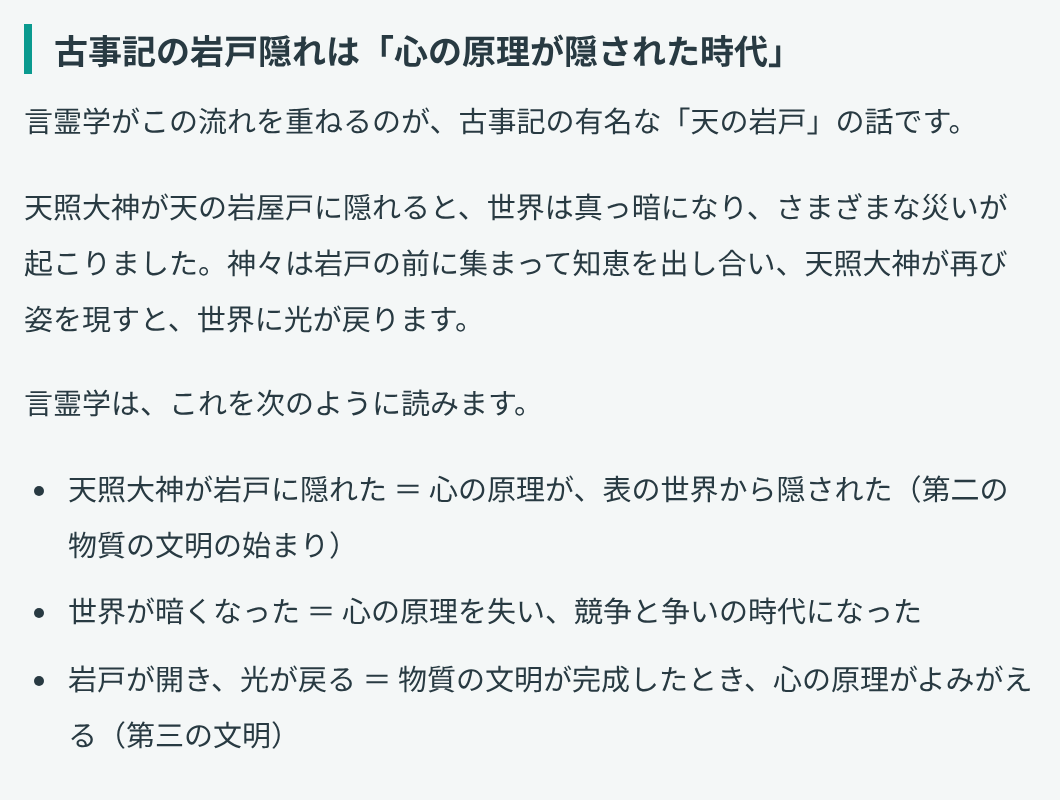 古事記の岩戸隠れは「心の原理が隠された時代」
言霊学がこの流れを重ねるのが、古事記の有名な「天の岩戸」の話です。
天照大神が天の岩屋戸に隠れると、世界は真っ暗になり、さまざまな災いが
起こりました。神々は岩戸の前に集まって知恵を出し合い、天照大神が再び
姿を現すと、世界に光が戻ります。
言霊学は、これを次のように読みます。
• 天照大神が岩戸に隠れた ＝ 心の原理が、表の世界から隠された（第二の
物質の文明の始まり）
• 世界が暗くなった ＝ 心の原理を失い、競争と争いの時代になった
• 岩戸が開き、光が戻る ＝ 物質の文明が完成したとき、心の原理がよみがえ
る（第三の文明）